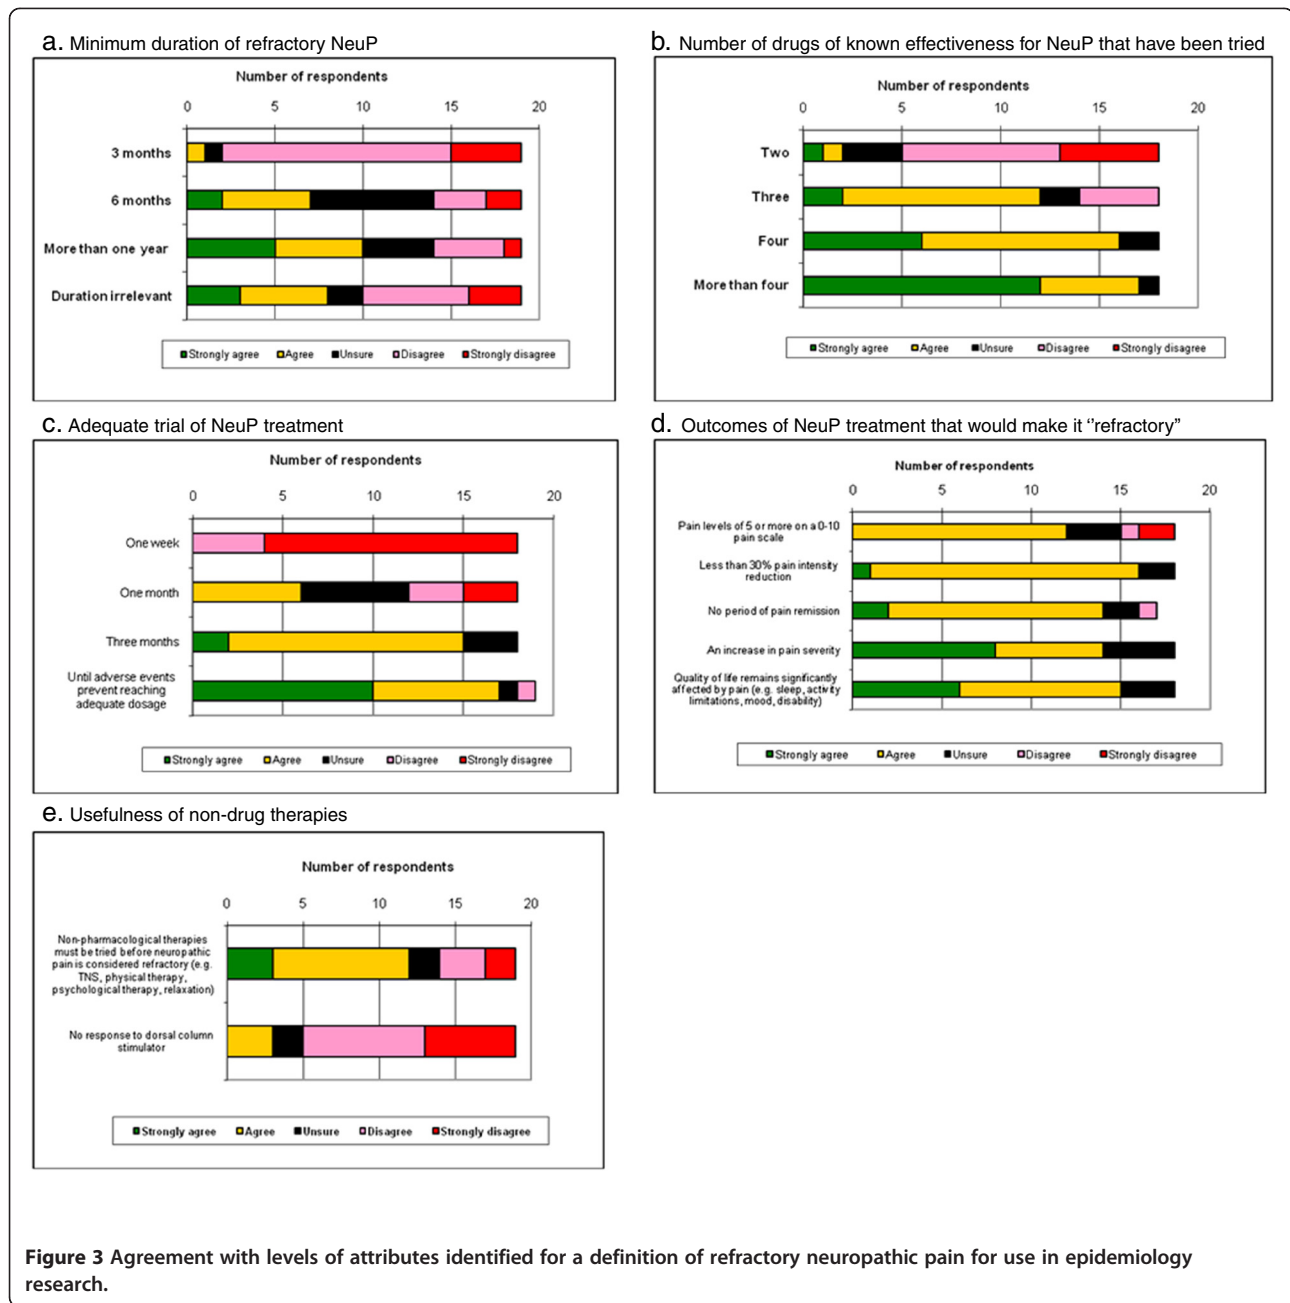 a. Minimum duration of refractory NeuP
Number of respondents
0 5 10 15 20
3 months
6 months
More than one year
Duration irrelevant
Strongly agree Agree Unsure Disagree Strongly disagree
b. Number of drugs of known effectiveness for NeuP that have been tried
Number of respondents
0 5 10 15 20
Two
Three
Four
More than four
Strongly agree Agree Unsure Disagree Strongly disagree
c. Adequate trial of NeuP treatment
Number of respondents
0 5 10 15 20
One week
One month
Three months
Until adverse events
prevent reaching
adequate dosage
Strongly agree Agree Unsure Disagree Strongly disagree
d. Outcomes of NeuP treatment that would make it ‘’refractory”
Number of respondents
0 5 10 15 20
Pain levels of 5 or more on a 0-10
pain scale
Less than 30% pain intensity
reduction
No period of pain remission
An increase in pain severity
Quality of life remains significantly
affected by pain (e.g. sleep, activity
limitations, mood, disability)
Strongly agree Agree Unsure Disagree Strongly disagree
e. Usefulness of non-drug therapies
Number of respondents
0 5 10 15 20
Non-pharmacological therapies
must be tried before neuropathic
pain is considered refractory (e.g.
TNS, physical therapy,
psychological therapy, relaxation)
No response to dorsal column
stimulator
Strongly agree Agree Unsure Disagree Strongly disagree
Figure 3 Agreement with levels of attributes identified for a definition of refractory neuropathic pain for use in epidemiology
research.